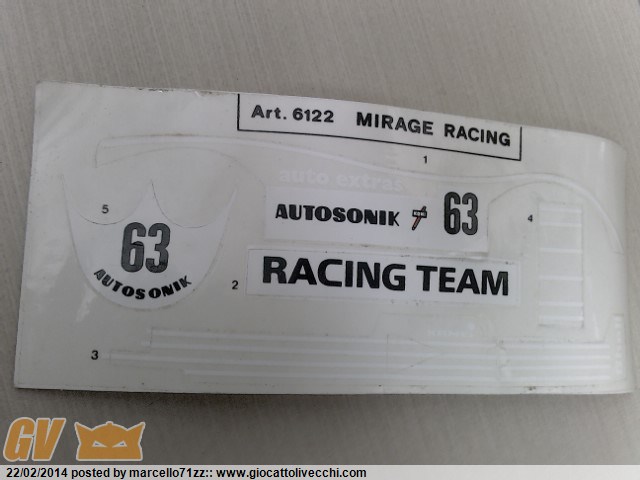 Art. 6122 MIRAGE RACING
1
auto extras
5
AUTOSONIK 63
4
63
AUTOSONIK
2
RACING TEAM
3
GV
22/02/2014 posted by marcello71zz:: www.giocattolivecchi.com